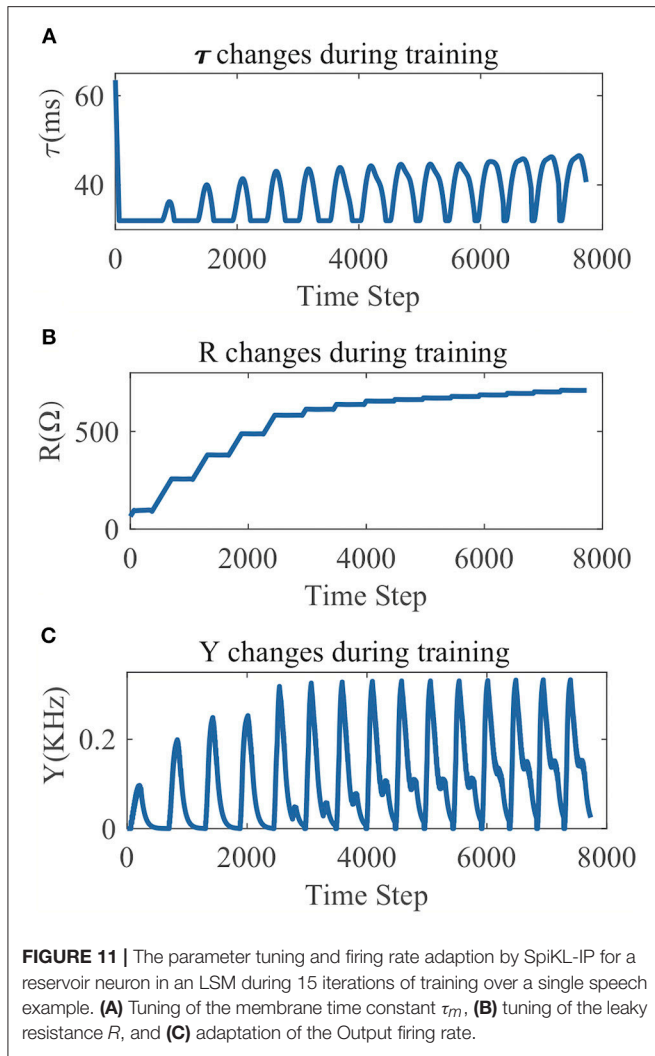 A
τ changes during training
τ(ms)
60
40
0 2000 4000 6000 8000
Time Step
B
R changes during training
R(Ω)
500
0
0 2000 4000 6000 8000
Time Step
C
Y changes during training
Y(KHz)
0.2
0
0 2000 4000 6000 8000
Time Step
FIGURE 11 | The parameter tuning and firing rate adaption by SpiKL-IP for a
reservoir neuron in an LSM during 15 iterations of training over a single speech
example. (A) Tuning of the membrane time constant τm, (B) tuning of the leaky
resistance R, and (C) adaptation of the Output firing rate.